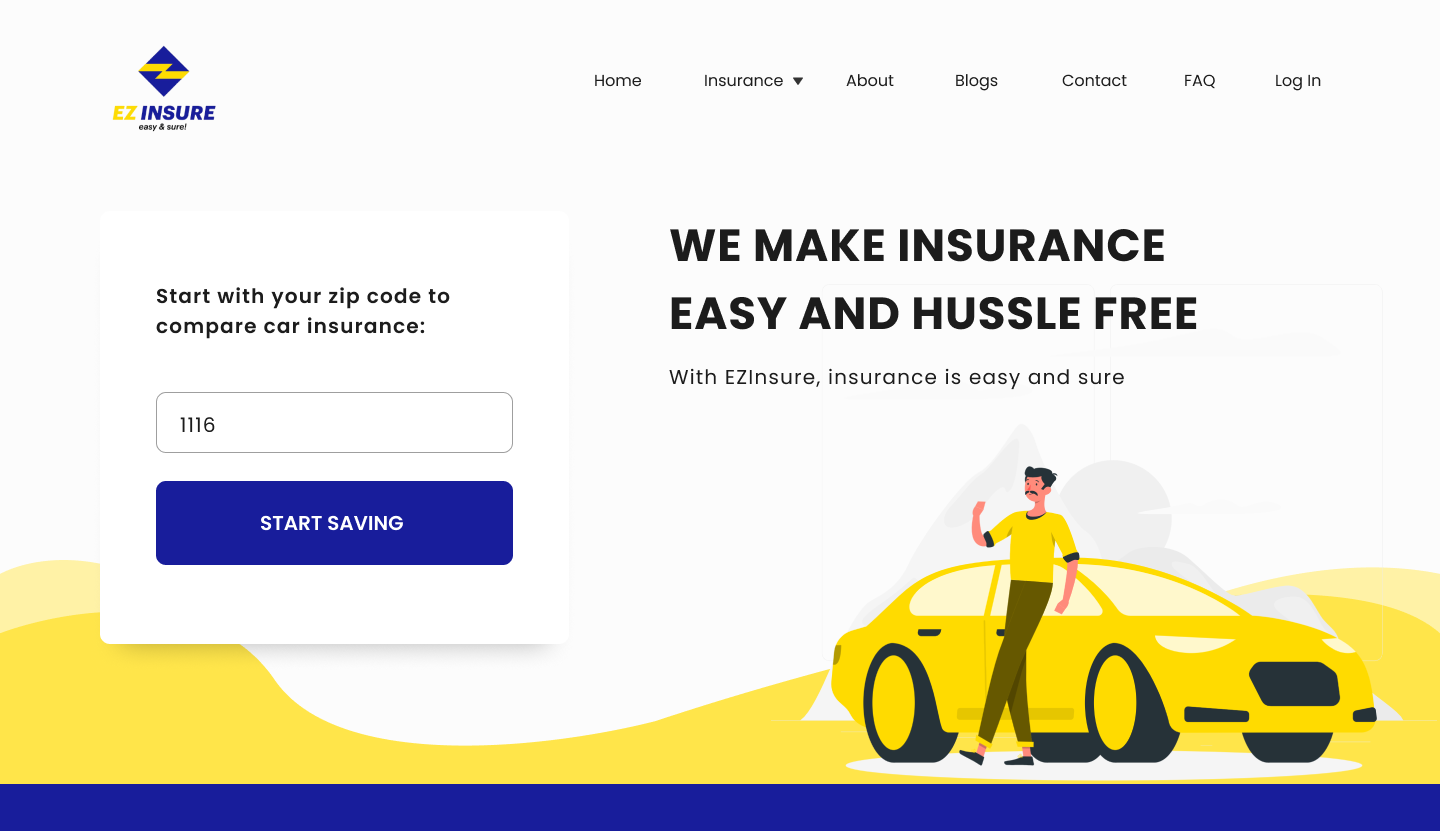 EZ INSURE
easy & sure!
Home Insurance About Blogs Contact FAQ Log In
Start with your zip code to
compare car insurance:
1116
START SAVING
WE MAKE INSURANCE
EASY AND HUSSLE FREE
With EZInsure, insurance is easy and sure